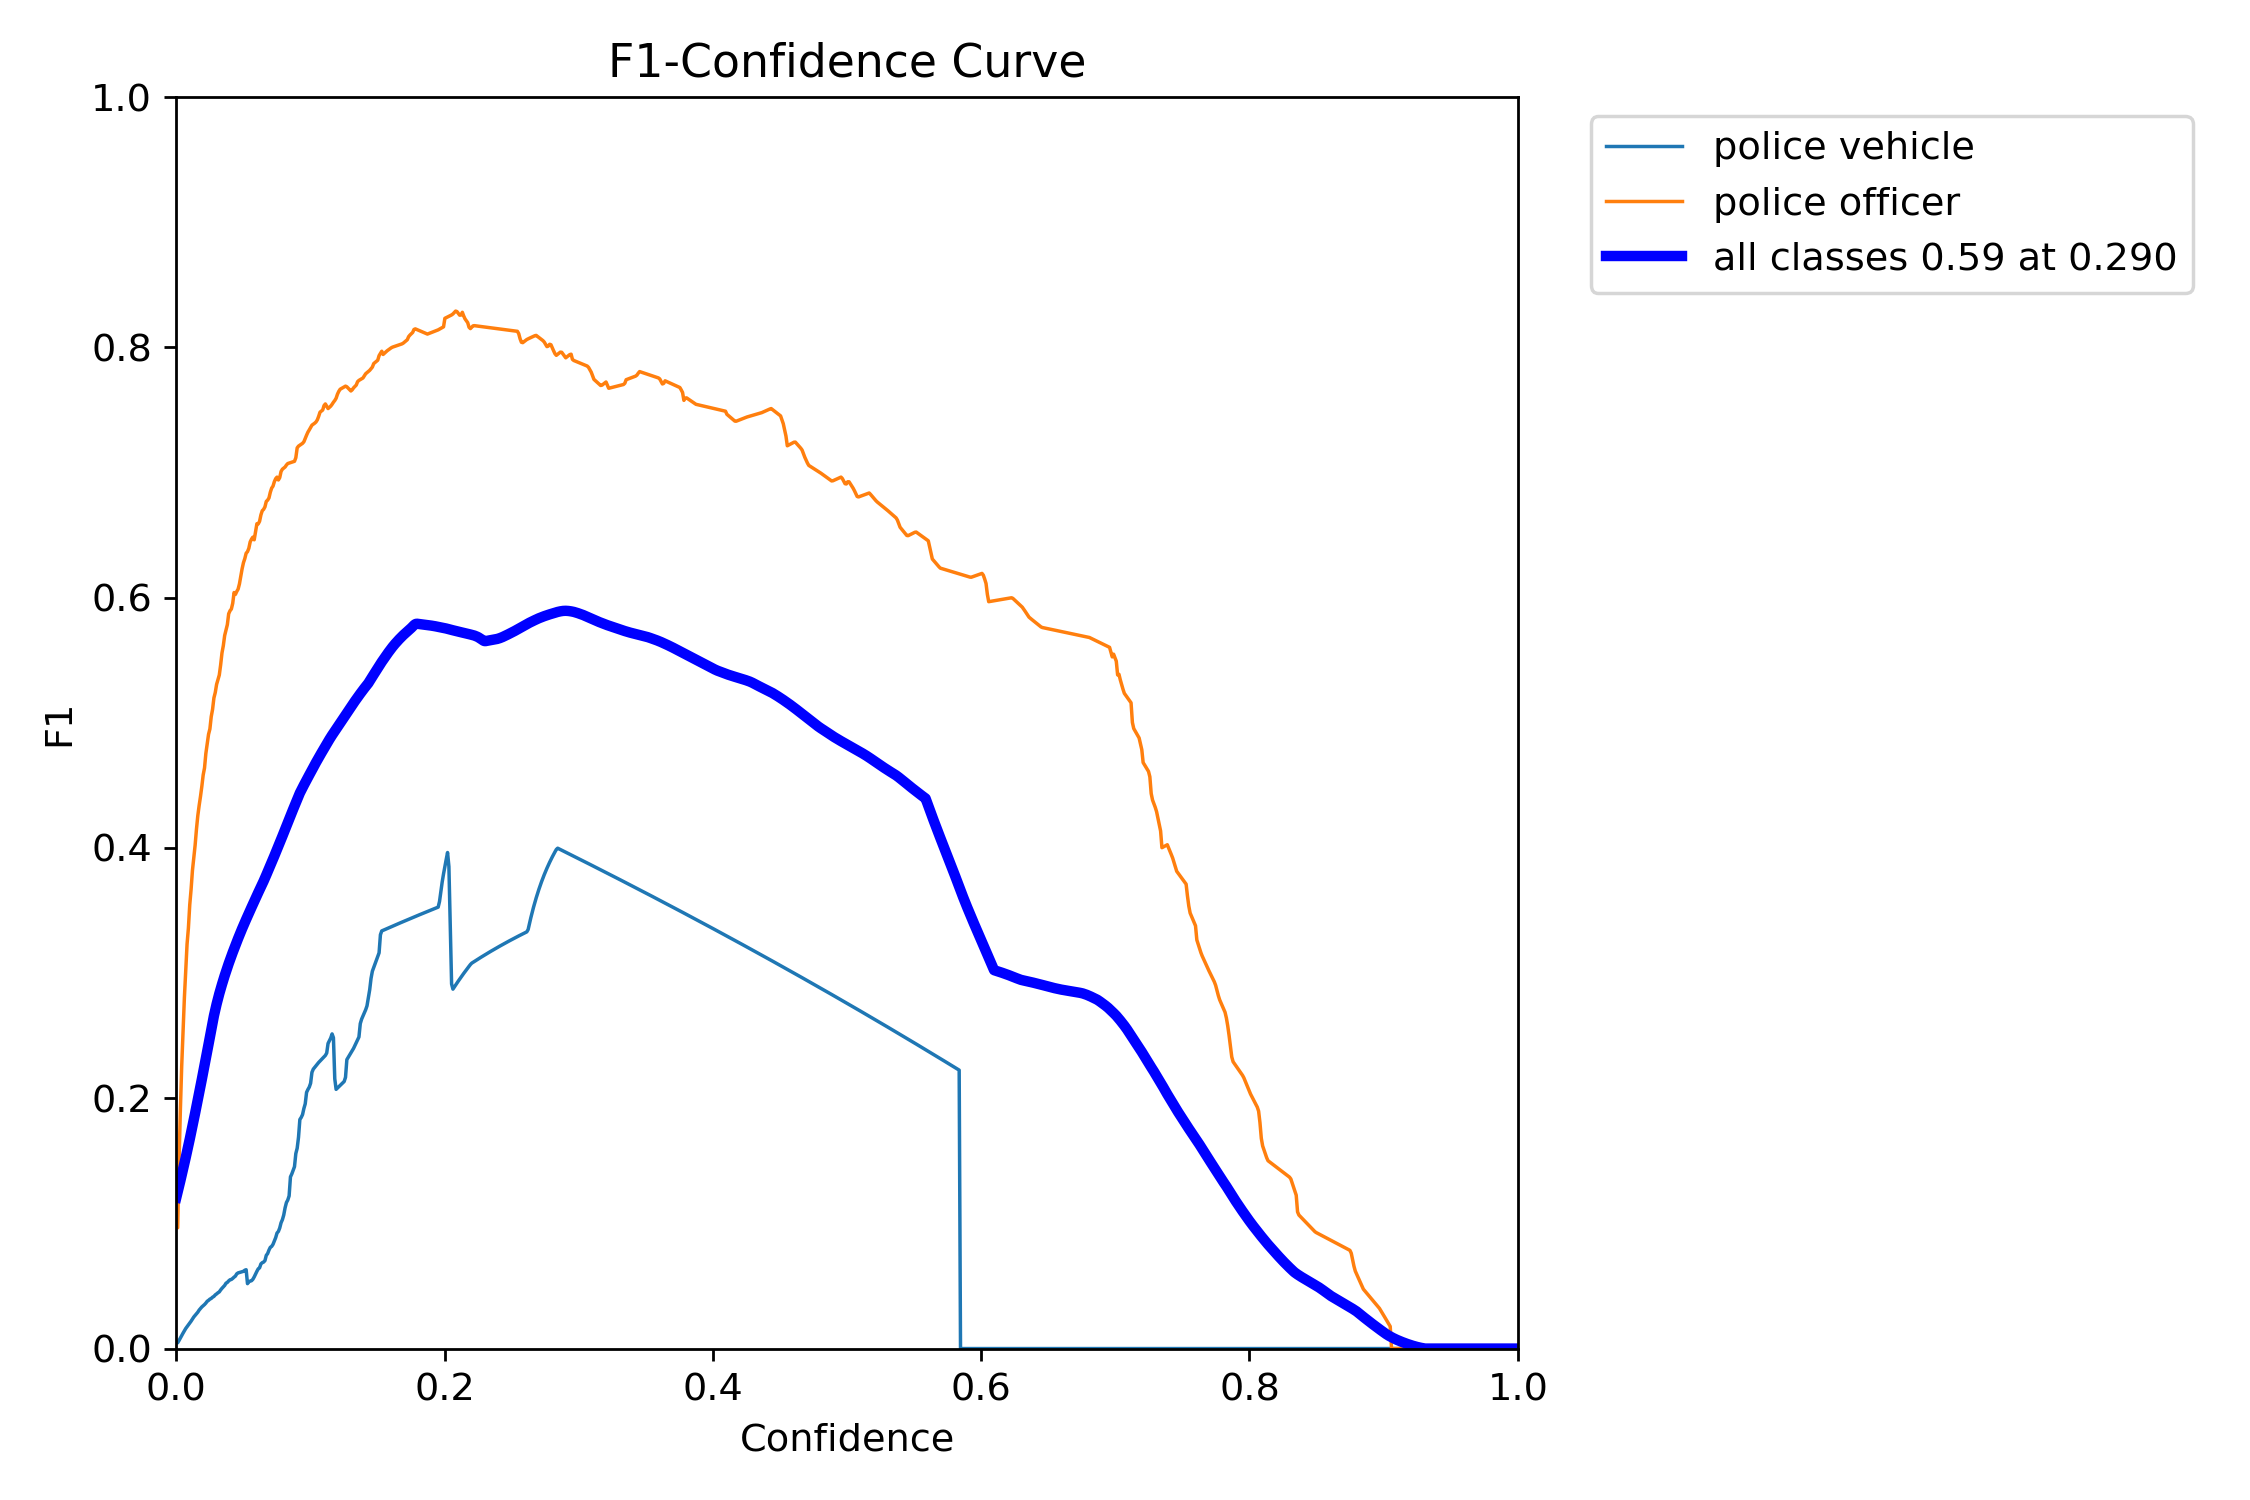 F1-Confidence Curve
police vehicle
police officer
all classes 0.59 at 0.290
1.0
0.8
0.6
0.4
0.2
0.0
F1
0.0 0.2 0.4 0.6 0.8 1.0
Confidence